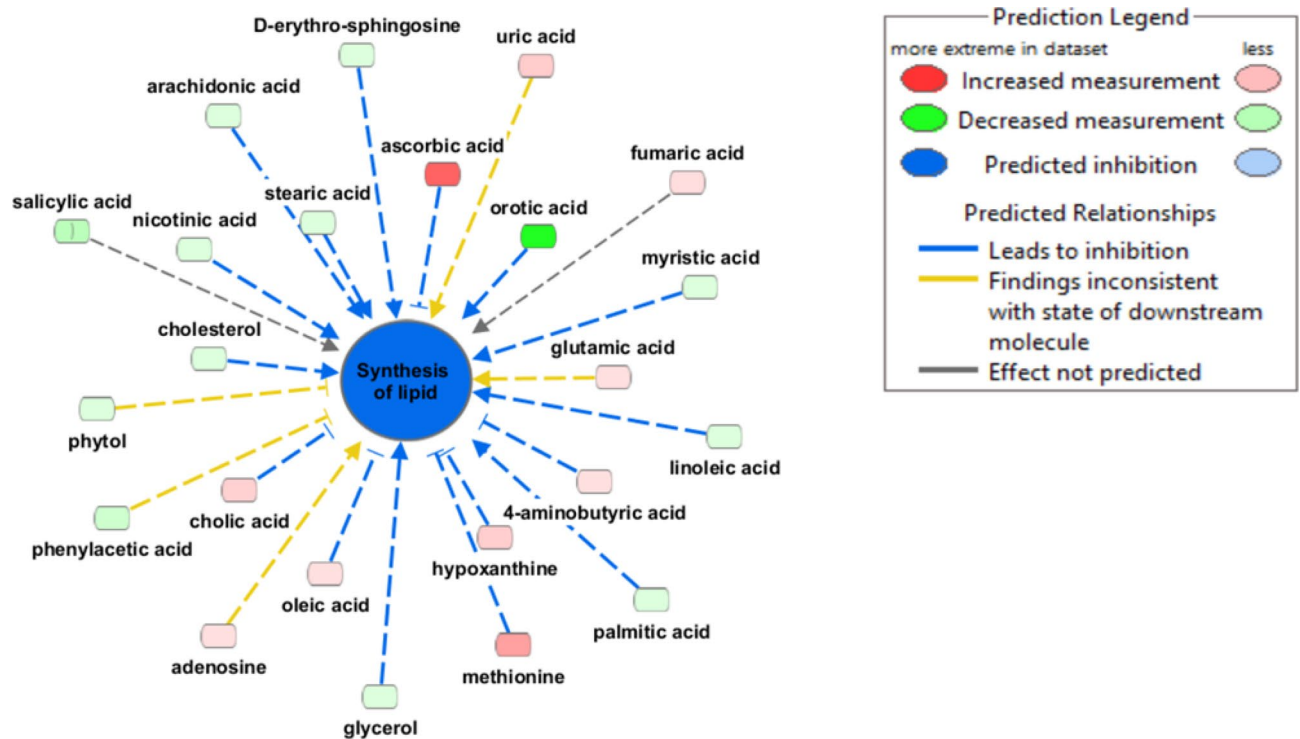 D-erythro-sphingosine
uric acid
arachidonic acid
ascorbic acid
fumaric acid
salicylic acid
nicotinic acid
stearic acid
orotic acid
myristic acid
cholesterol
glutamic acid
Synthesis
of lipid
phytol
linoleic acid
cholic acid
4-aminobutyric acid
phenylacetic acid
hypoxanthine
oleic acid
palmitic acid
adenosine
methionine
glycerol
Prediction Legend
more extreme in dataset less
Increased measurement
Decreased measurement
Predicted inhibition
Predicted Relationships
Leads to inhibition
Findings inconsistent
with state of downstream
molecule
Effect not predicted